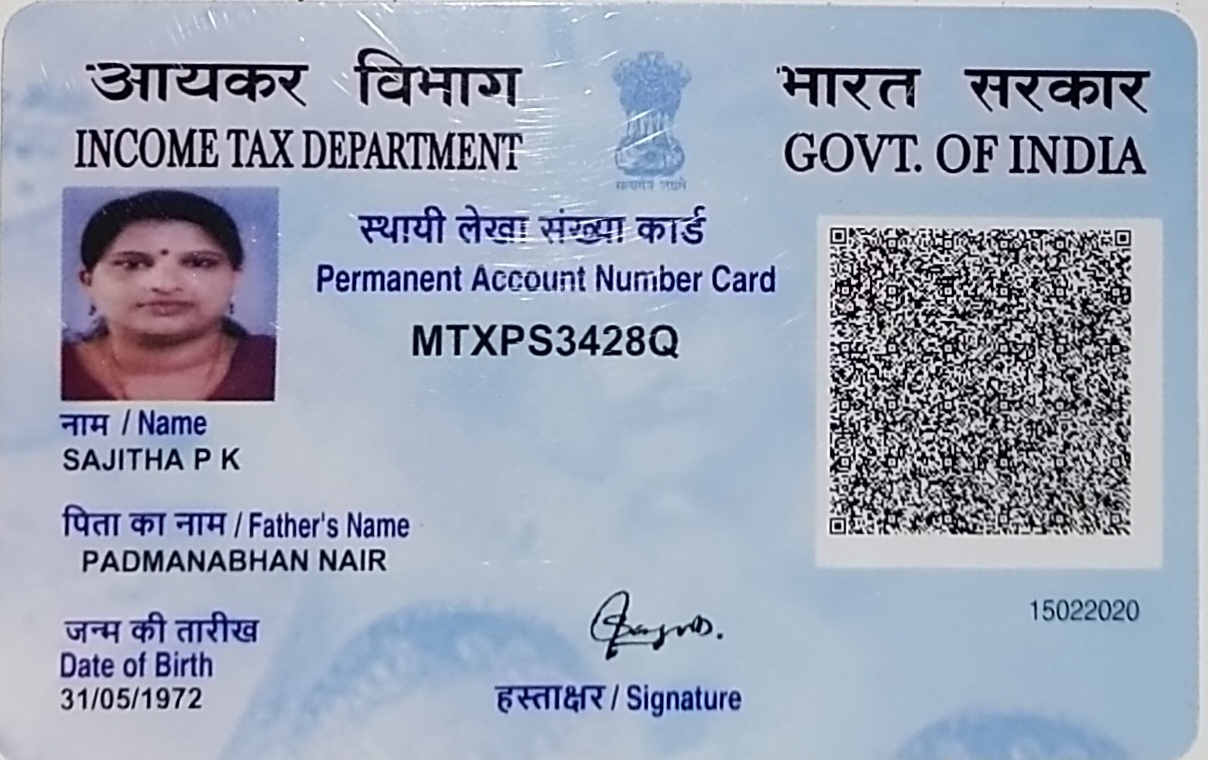 आयकर विभाग
INCOME TAX DEPARTMENT
भारत सरकार
GOVT. OF INDIA
सत्यमेव जयते
स्थायी लेखा संख्या कार्ड
Permanent Account Number Card
MTXPS3428Q
नाम / Name
SAJITHA P K
पिता का नाम / Father's Name
PADMANABHAN NAIR
जन्म की तारीख
Date of Birth
31/05/1972
हस्ताक्षर / Signature
15022020